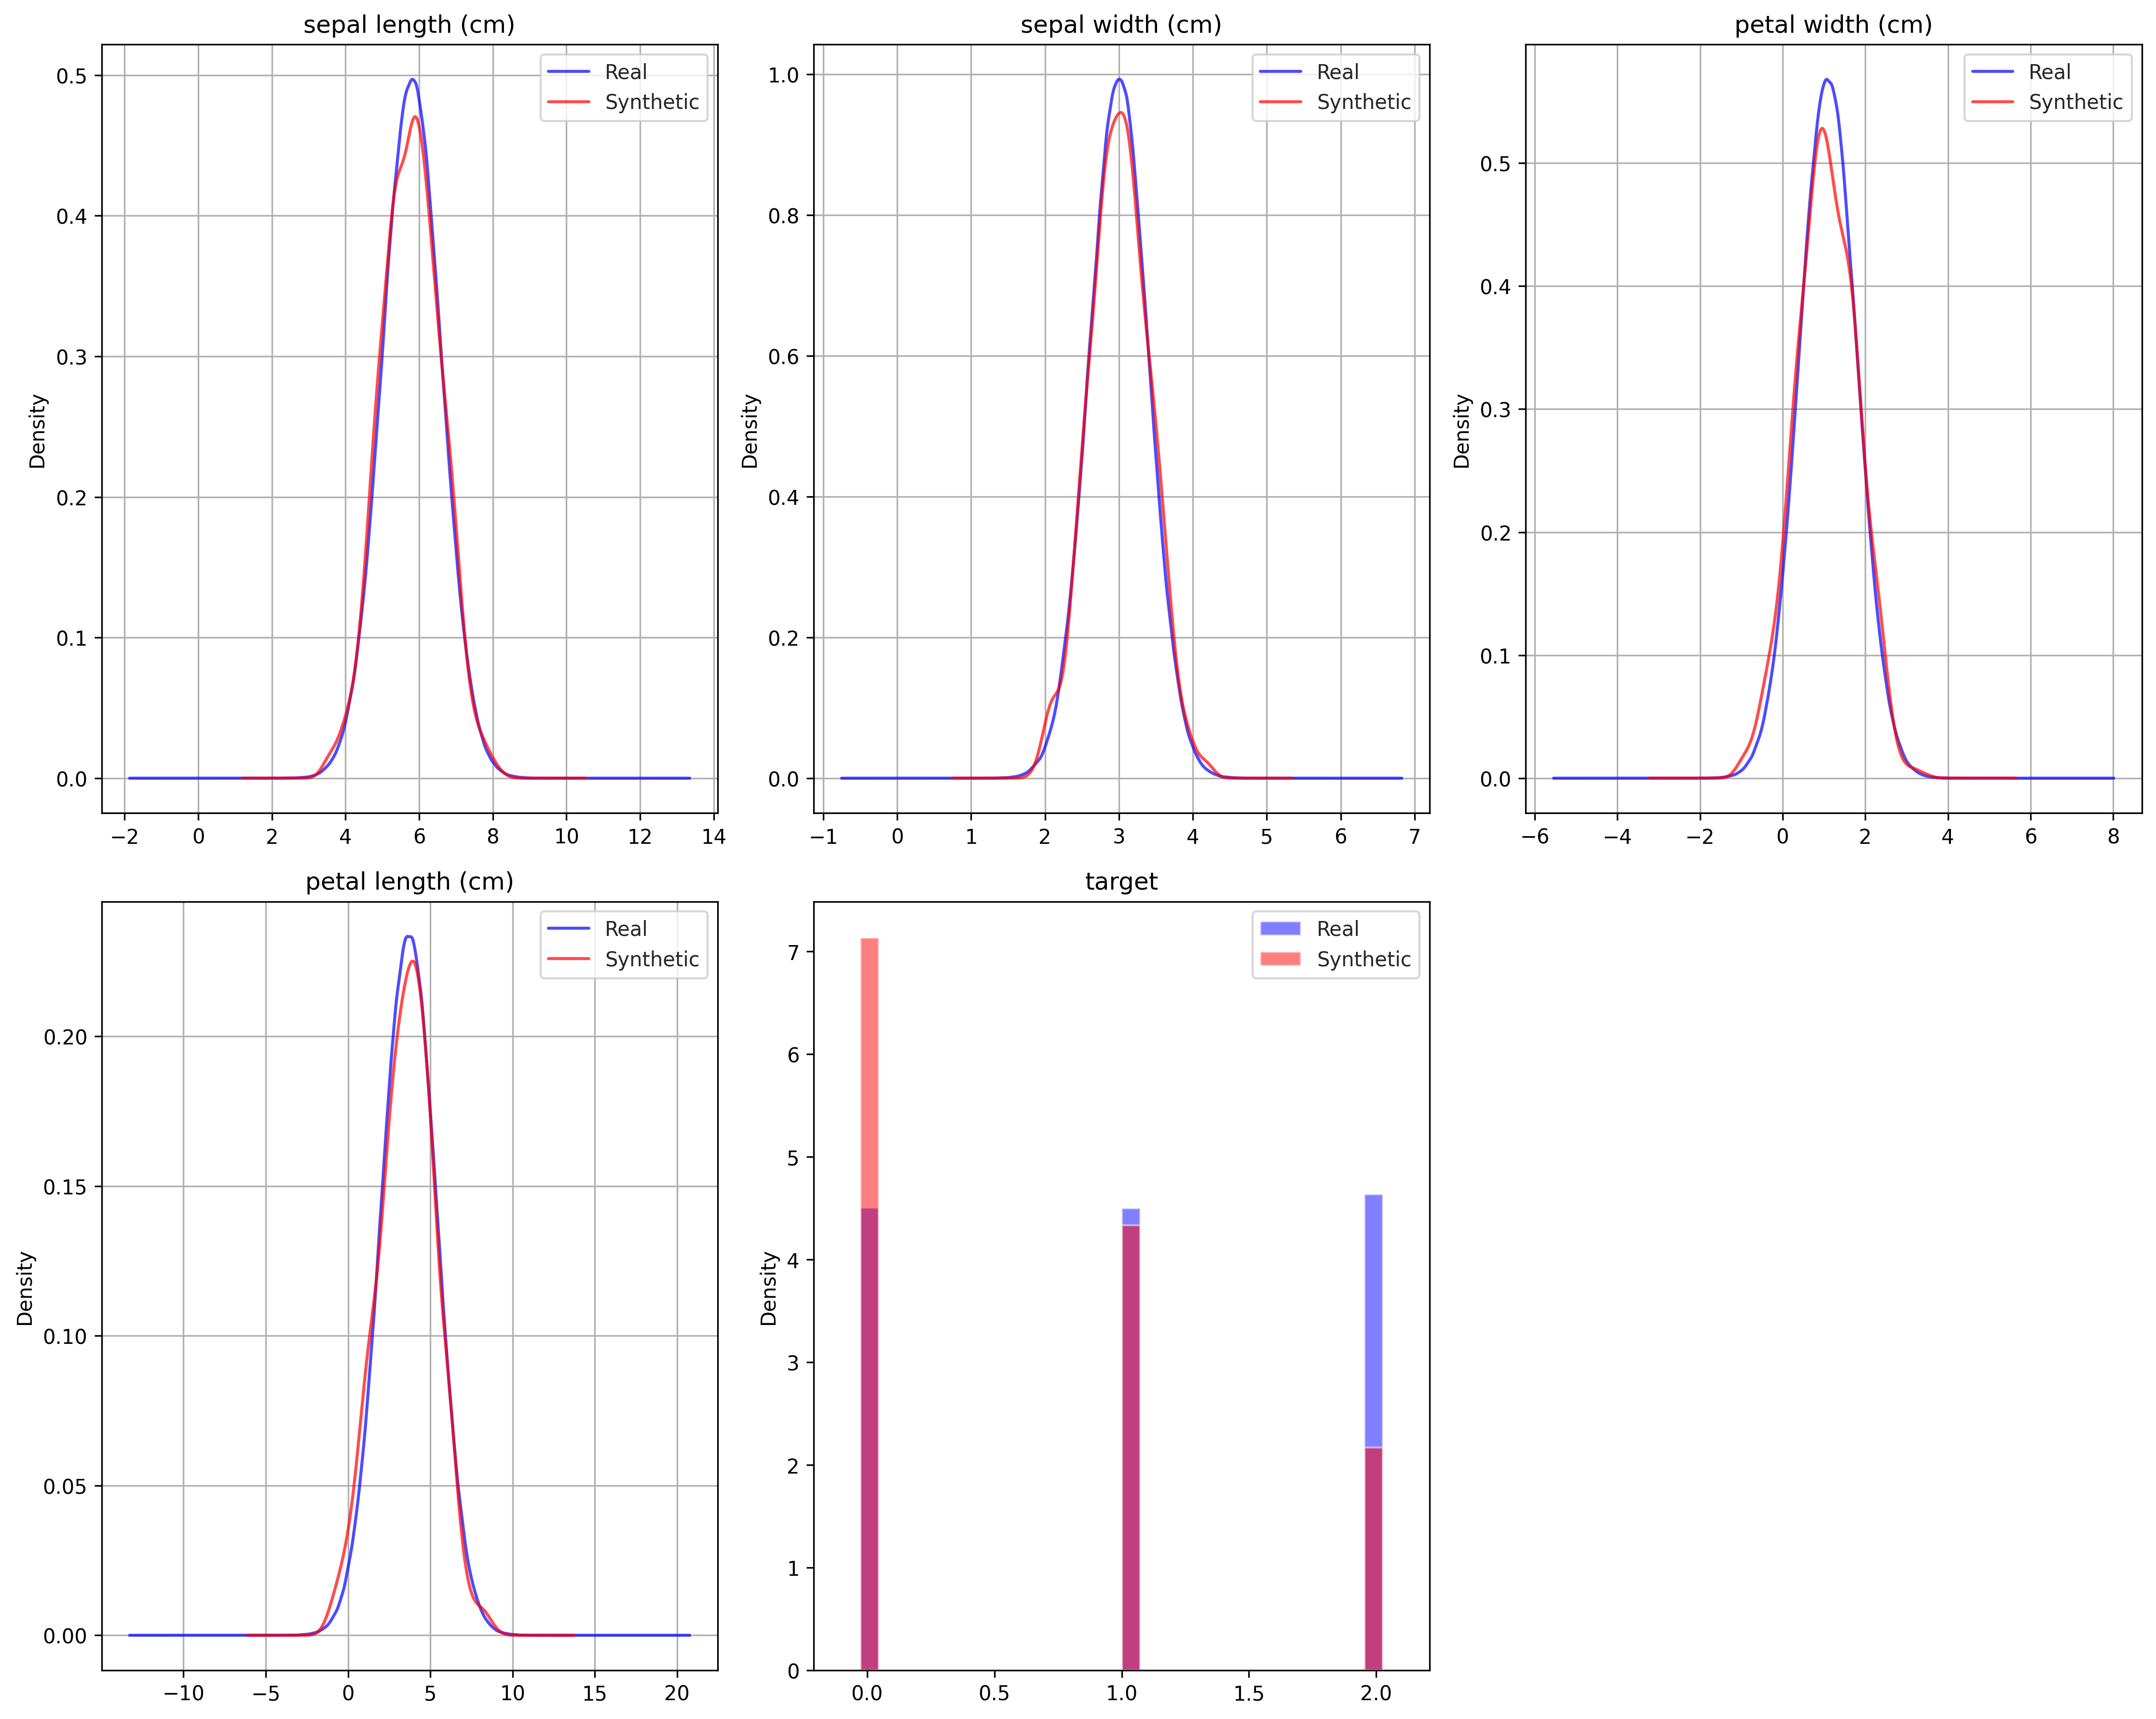 sepal length (cm)
Real
Synthetic
Density
0.5
0.4
0.3
0.2
0.1
0.0
−2 0 2 4 6 8 10 12 14
sepal width (cm)
Real
Synthetic
Density
1.0
0.8
0.6
0.4
0.2
0.0
−1 0 1 2 3 4 5 6 7
petal width (cm)
Real
Synthetic
Density
0.5
0.4
0.3
0.2
0.1
0.0
−6 −4 −2 0 2 4 6 8
petal length (cm)
Real
Synthetic
Density
0.20
0.15
0.10
0.05
0.00
−10 −5 0 5 10 15 20
target
Real
Synthetic
Density
7
6
5
4
3
2
1
0
0.0 0.5 1.0 1.5 2.0